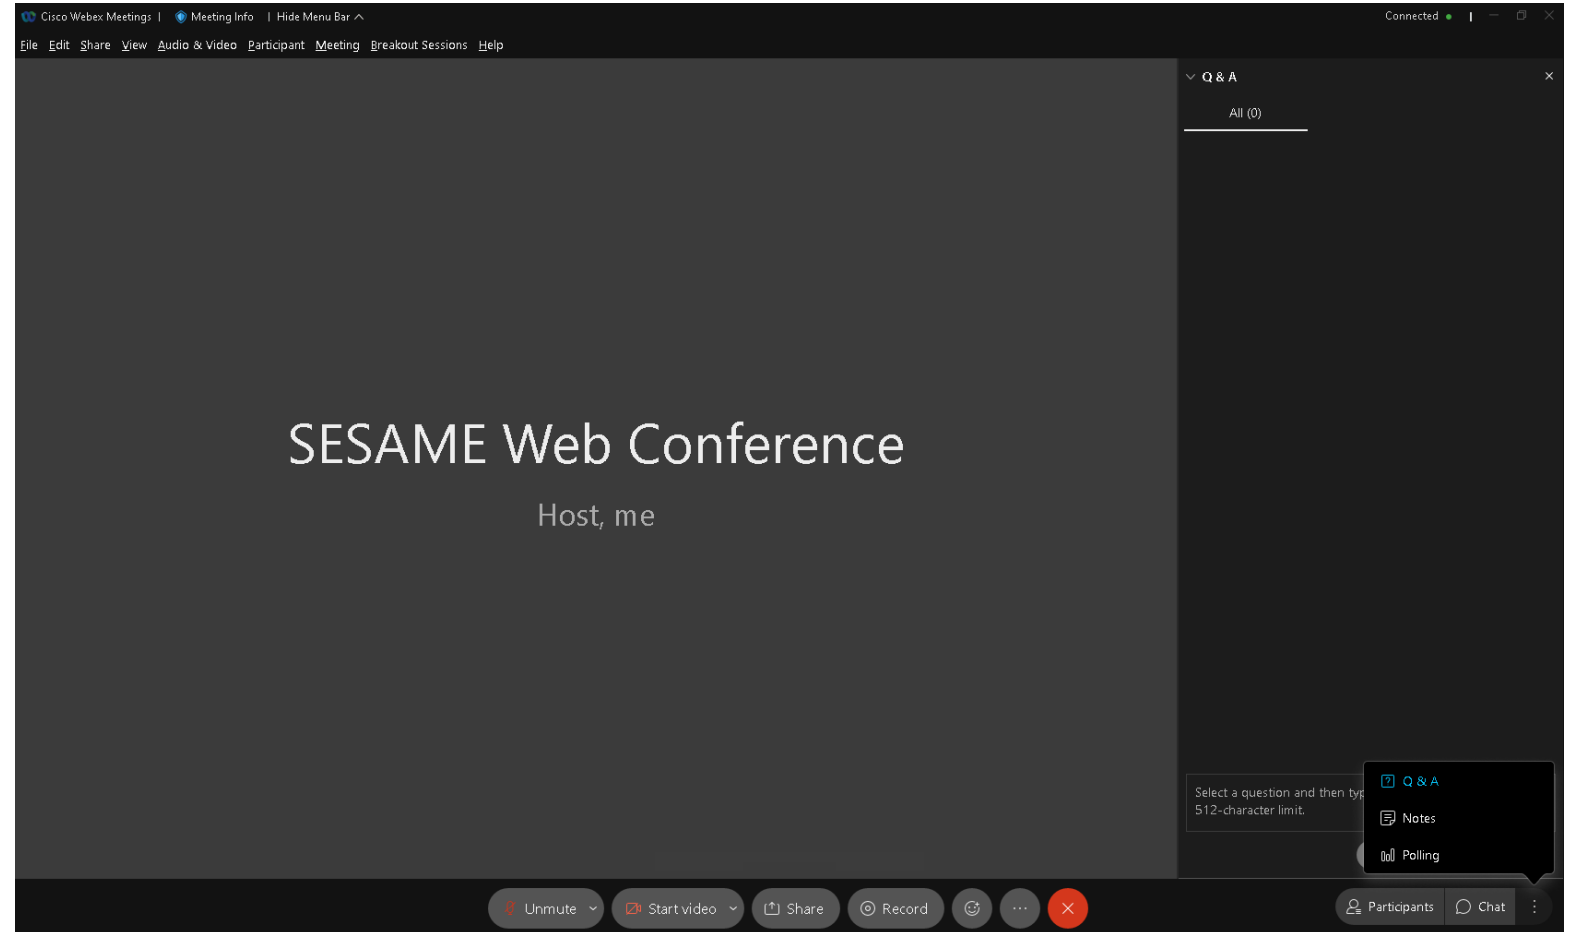 Cisco Webex Meetings | Meeting Info | Hide Menu Bar Connected
File Edit Share View Audio & Video Participant Meeting Breakout Sessions Help
Q & A
All (0)
SESAME Web Conference
Host, me
Select a question and then
512-character limit.
Q & A
Notes
Polling
Unmute Start video Share Record Participants Chat